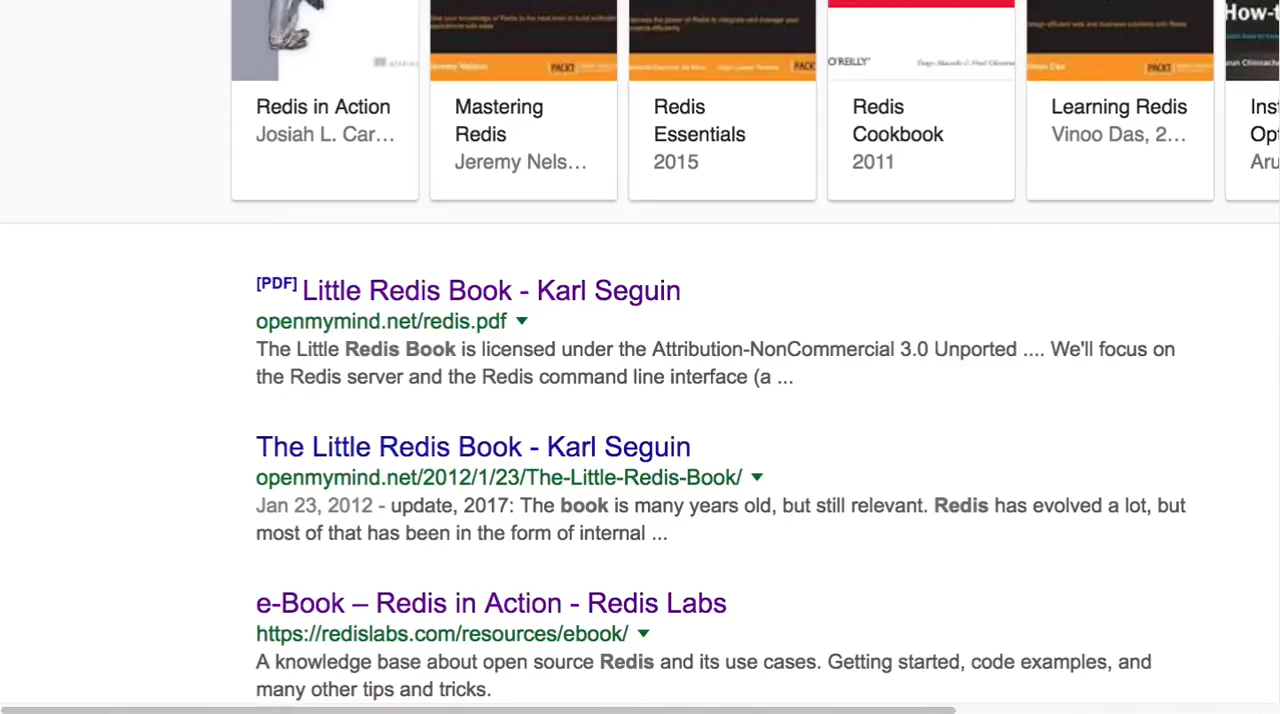 O'REILLY
PACKT
PACKT
PACKT
How-t
Redis in Action
Josiah L. Car...
Mastering
Redis
Jeremy Nels...
Redis
Essentials
2015
Redis
Cookbook
2011
Learning Redis
Vinoo Das, 2...
Ins
Op
Aru
[PDF] Little Redis Book - Karl Seguin
openmymind.net/redis.pdf
The Little Redis Book is licensed under the Attribution-NonCommercial 3.0 Unported .... We'll focus on
the Redis server and the Redis command line interface (a ...
The Little Redis Book - Karl Seguin
openmymind.net/2012/1/23/The-Little-Redis-Book/
Jan 23, 2012 - update, 2017: The book is many years old, but still relevant. Redis has evolved a lot, but
most of that has been in the form of internal ...
e-Book – Redis in Action - Redis Labs
https://redislabs.com/resources/ebook/
A knowledge base about open source Redis and its use cases. Getting started, code examples, and
many other tips and tricks.